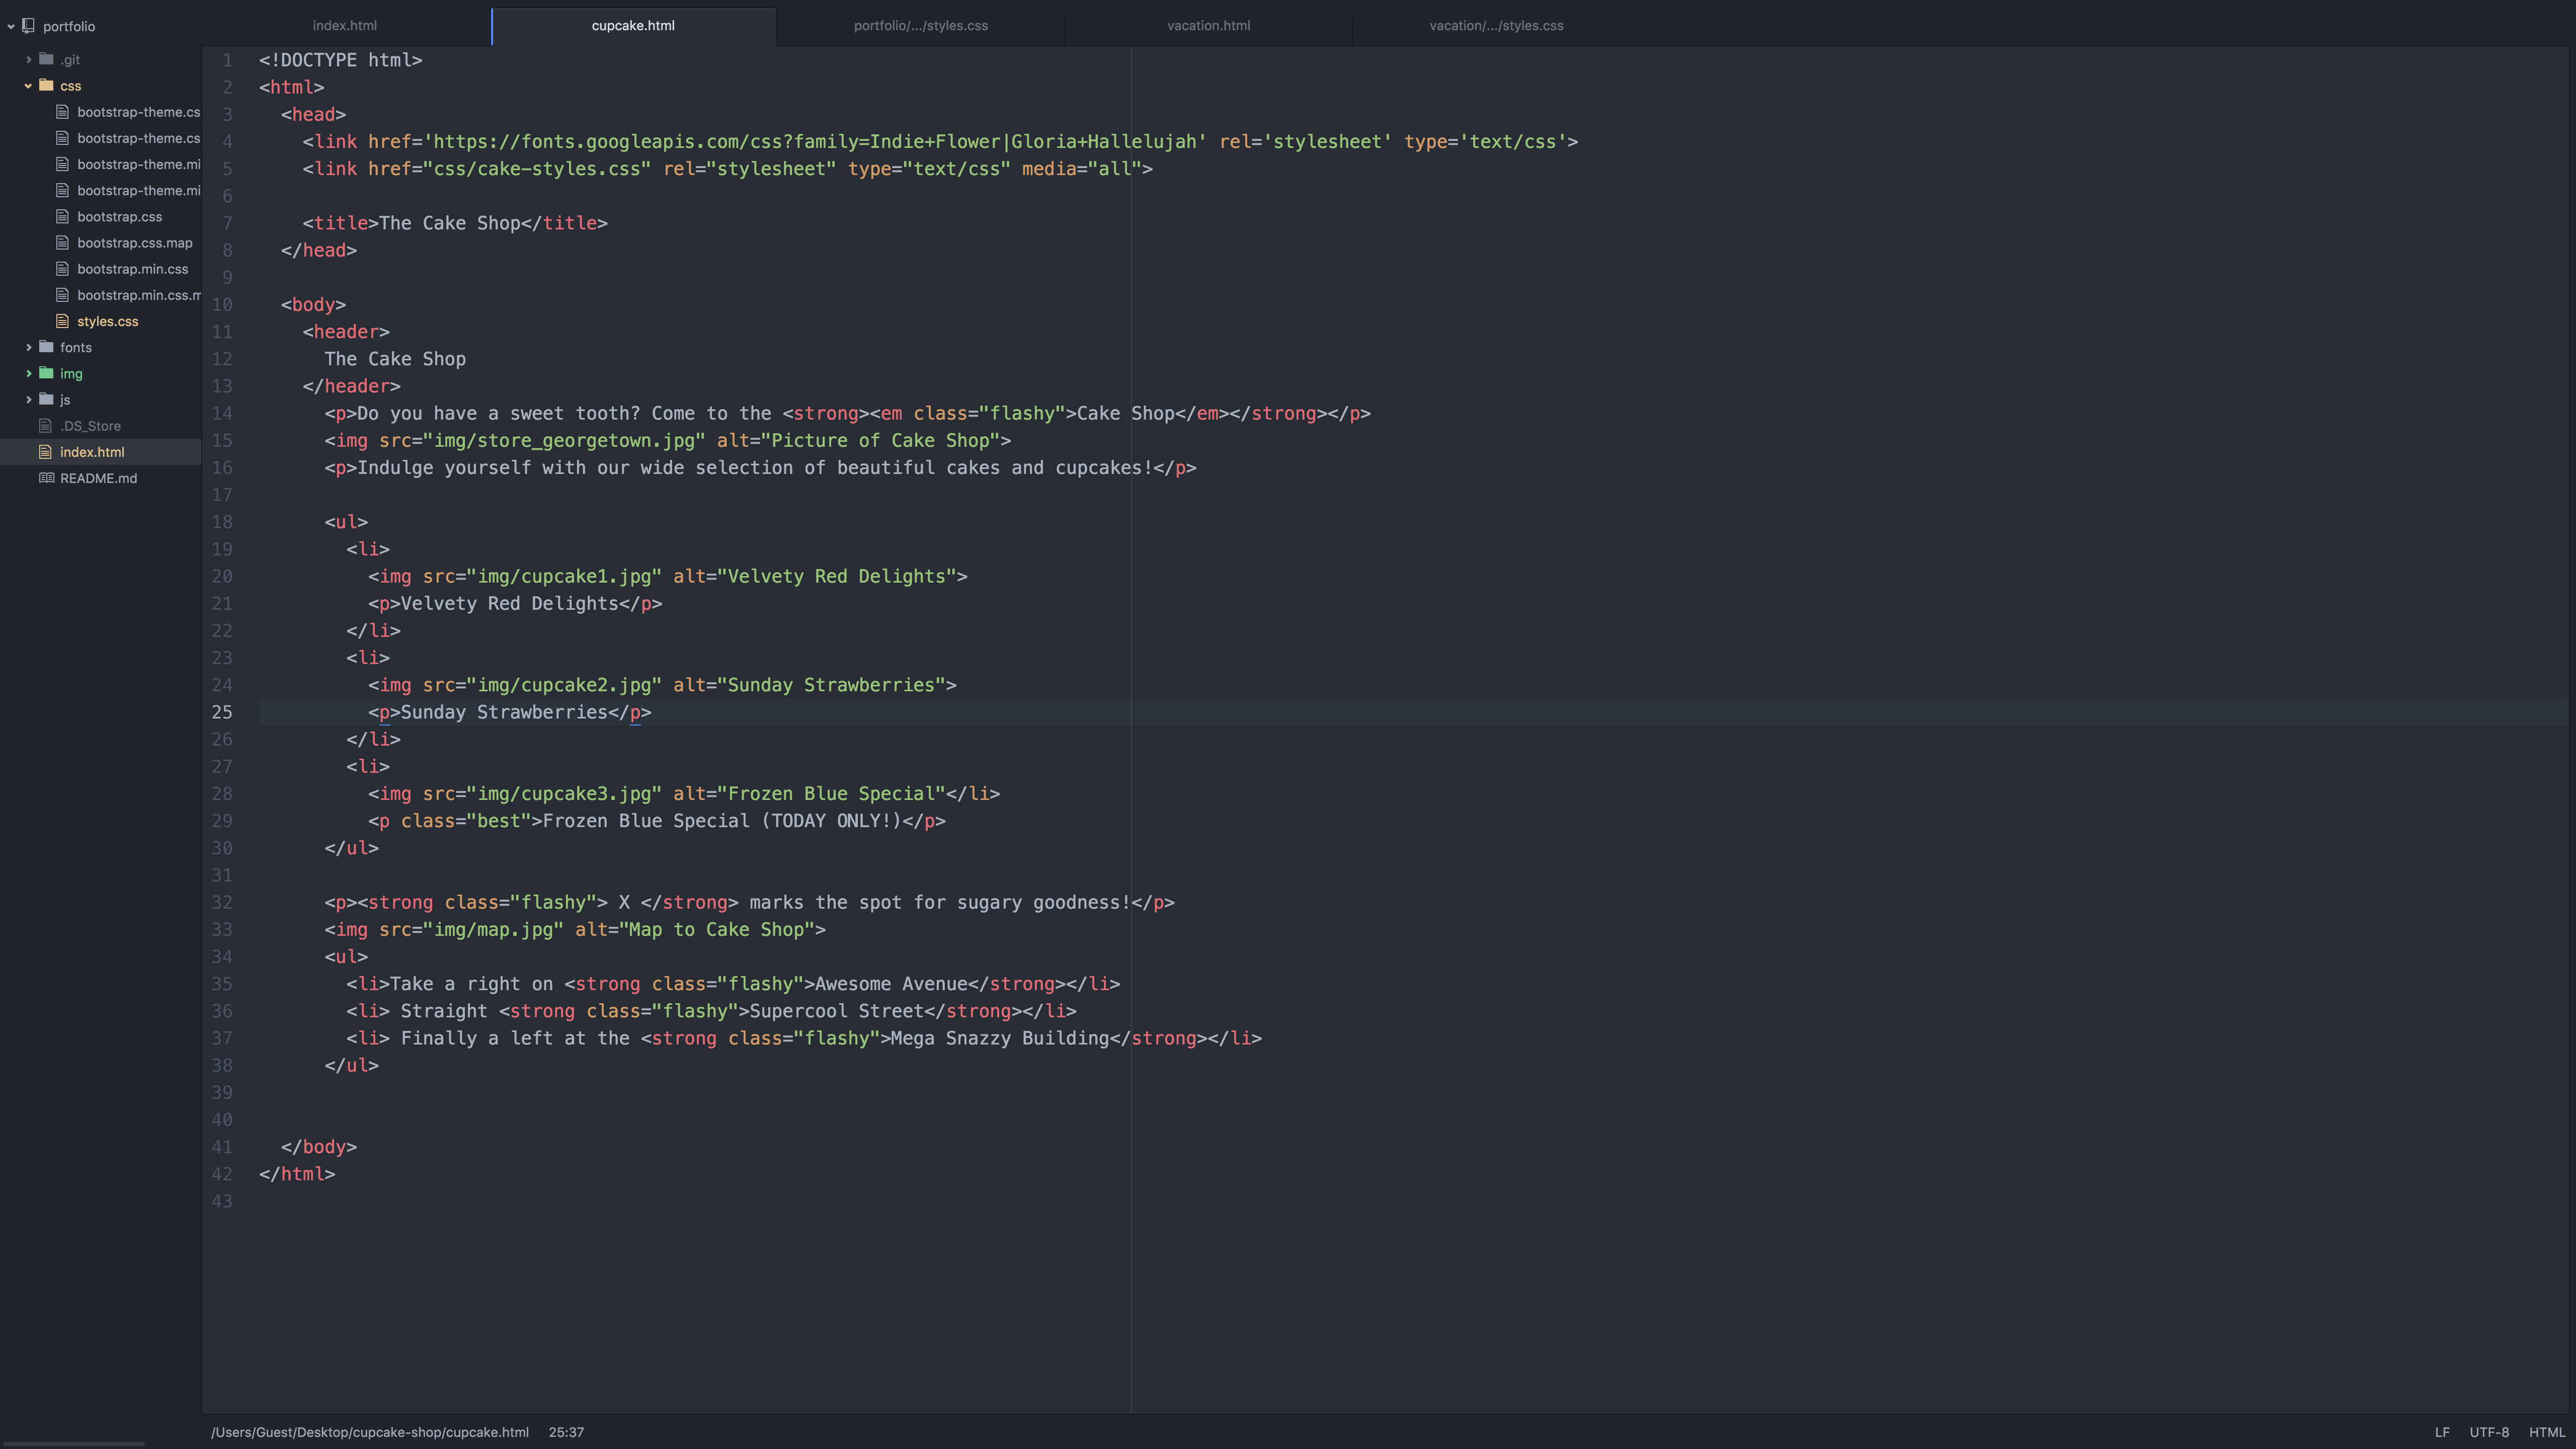 portfolio
.git
css
bootstrap-theme.cs
bootstrap-theme.cs
bootstrap-theme.mi
bootstrap-theme.mi
bootstrap.css
bootstrap.css.map
bootstrap.min.css
bootstrap.min.css.m
styles.css
fonts
img
js
.DS_Store
index.html
README.md
index.html cupcake.html portfolio/.../styles.css vacation.html vacation/.../styles.css
1 <!DOCTYPE html>
2 <html>
3 <head>
4 <link href='https://fonts.googleapis.com/css?family=Indie+Flower|Gloria+Hallelujah' rel='stylesheet' type='text/css'>
5 <link href="css/cake-styles.css" rel="stylesheet" type="text/css" media="all">
6
7 <title>The Cake Shop</title>
8 </head>
9
10 <body>
11 <header>
12 The Cake Shop
13 </header>
14 <p>Do you have a sweet tooth? Come to the <strong><em class="flashy">Cake Shop</em></strong></p>
15 <img src="img/store_georgetown.jpg" alt="Picture of Cake Shop">
16 <p>Indulge yourself with our wide selection of beautiful cakes and cupcakes!</p>
17
18 <ul>
19 <li>
20 <img src="img/cupcake1.jpg" alt="Velvety Red Delights">
21 <p>Velvety Red Delights</p>
22 </li>
23 <li>
24 <img src="img/cupcake2.jpg" alt="Sunday Strawberries">
25 <p>Sunday Strawberries</p>
26 </li>
27 <li>
28 <img src="img/cupcake3.jpg" alt="Frozen Blue Special"</li>
29 <p class="best">Frozen Blue Special (TODAY ONLY!)</p>
30 </ul>
31
32 <p><strong class="flashy"> X </strong> marks the spot for sugary goodness!</p>
33 <img src="img/map.jpg" alt="Map to Cake Shop">
34 <ul>
35 <li>Take a right on <strong class="flashy">Awesome Avenue</strong></li>
36 <li> Straight <strong class="flashy">Supercool Street</strong></li>
37 <li> Finally a left at the <strong class="flashy">Mega Snazzy Building</strong></li>
38 </ul>
39
40
41 </body>
42 </html>
43
/Users/Guest/Desktop/cupcake-shop/cupcake.html 25:37 LF UTF-8 HTML